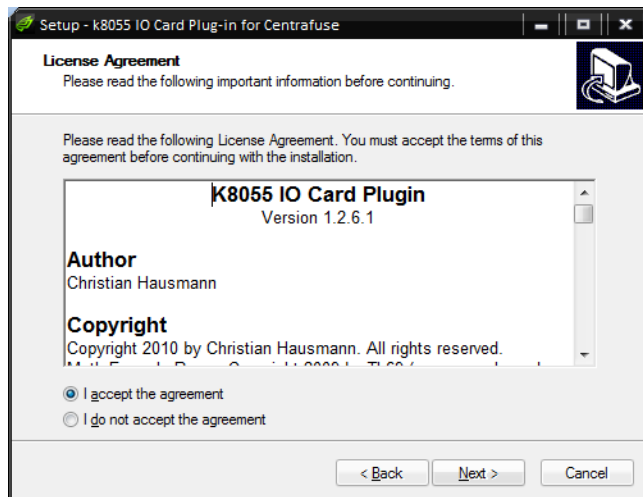 Setup - k8055 IO Card Plug-in for Centrafuse
License Agreement
Please read the following important information before continuing.
Please read the following License Agreement. You must accept the terms of this
agreement before continuing with the installation.
K8055 IO Card Plugin
Version 1.2.6.1
Author
Christian Hausmann
Copyright
Copyright 2010 by Christian Hausmann. All rights reserved.
I accept the agreement
I do not accept the agreement
< Back
Next >
Cancel